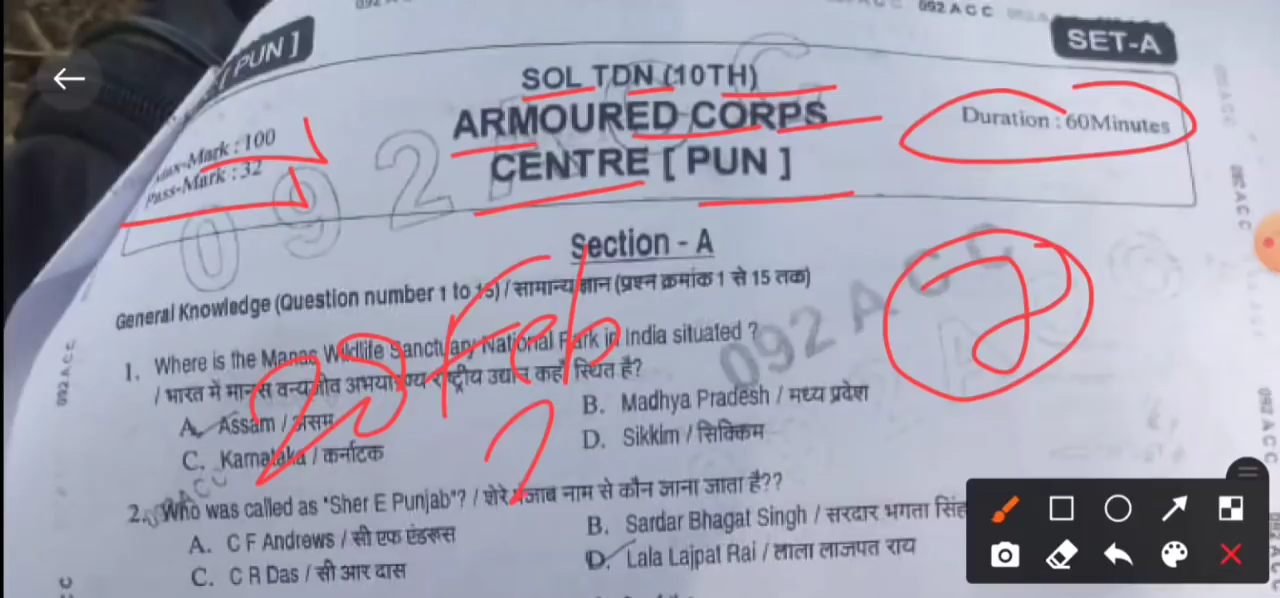 092 A C C
[ PUN ]
SET-A
SOL TDN (10TH)
ARMOURED CORPS
CENTRE [ PUN ]
Max-Mark : 100
Pass-Mark : 32
Duration : 60Minutes
Section - A
General Knowledge (Question number 1 to 15) / सामान्य ज्ञान (प्रश्न क्रमांक 1 से 15 तक)
1. Where is the Manas Wildlife Sanctuary National Park in India situated ?
/ भारत में मानस वन्यजीव अभयारण्य राष्ट्रीय उद्यान कहाँ स्थित है?
A. Assam / असम
B. Madhya Pradesh / मध्य प्रदेश
C. Karnataka / कर्नाटक
D. Sikkim / सिक्किम
2. Who was called as "Sher E Punjab"? / शेरे पंजाब नाम से कौन जाना जाता है??
A. C F Andrews / सी एफ एंडरूस
B. Sardar Bhagat Singh / सरदार भगता सिंह
C. C R Das / सी आर दास
D. Lala Lajpat Rai / लाला लाजपत राय
092 A C C
Feb